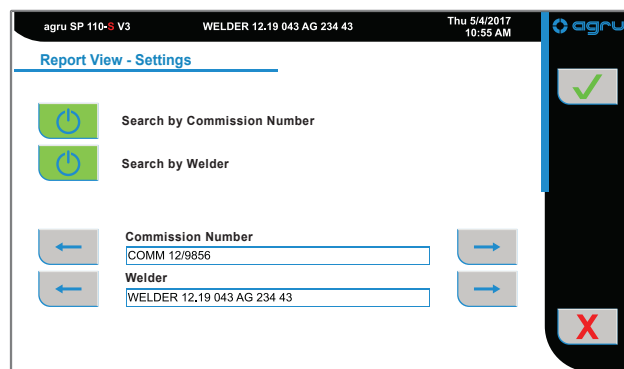 agru SP 110-S V3 WELDER 12.19 043 AG 234 43 Thu 5/4/2017
10:55 AM
agru
Report View - Settings
Search by Commission Number
Search by Welder
Commission Number
COMM 12/9856
Welder
WELDER 12.19 043 AG 234 43
X